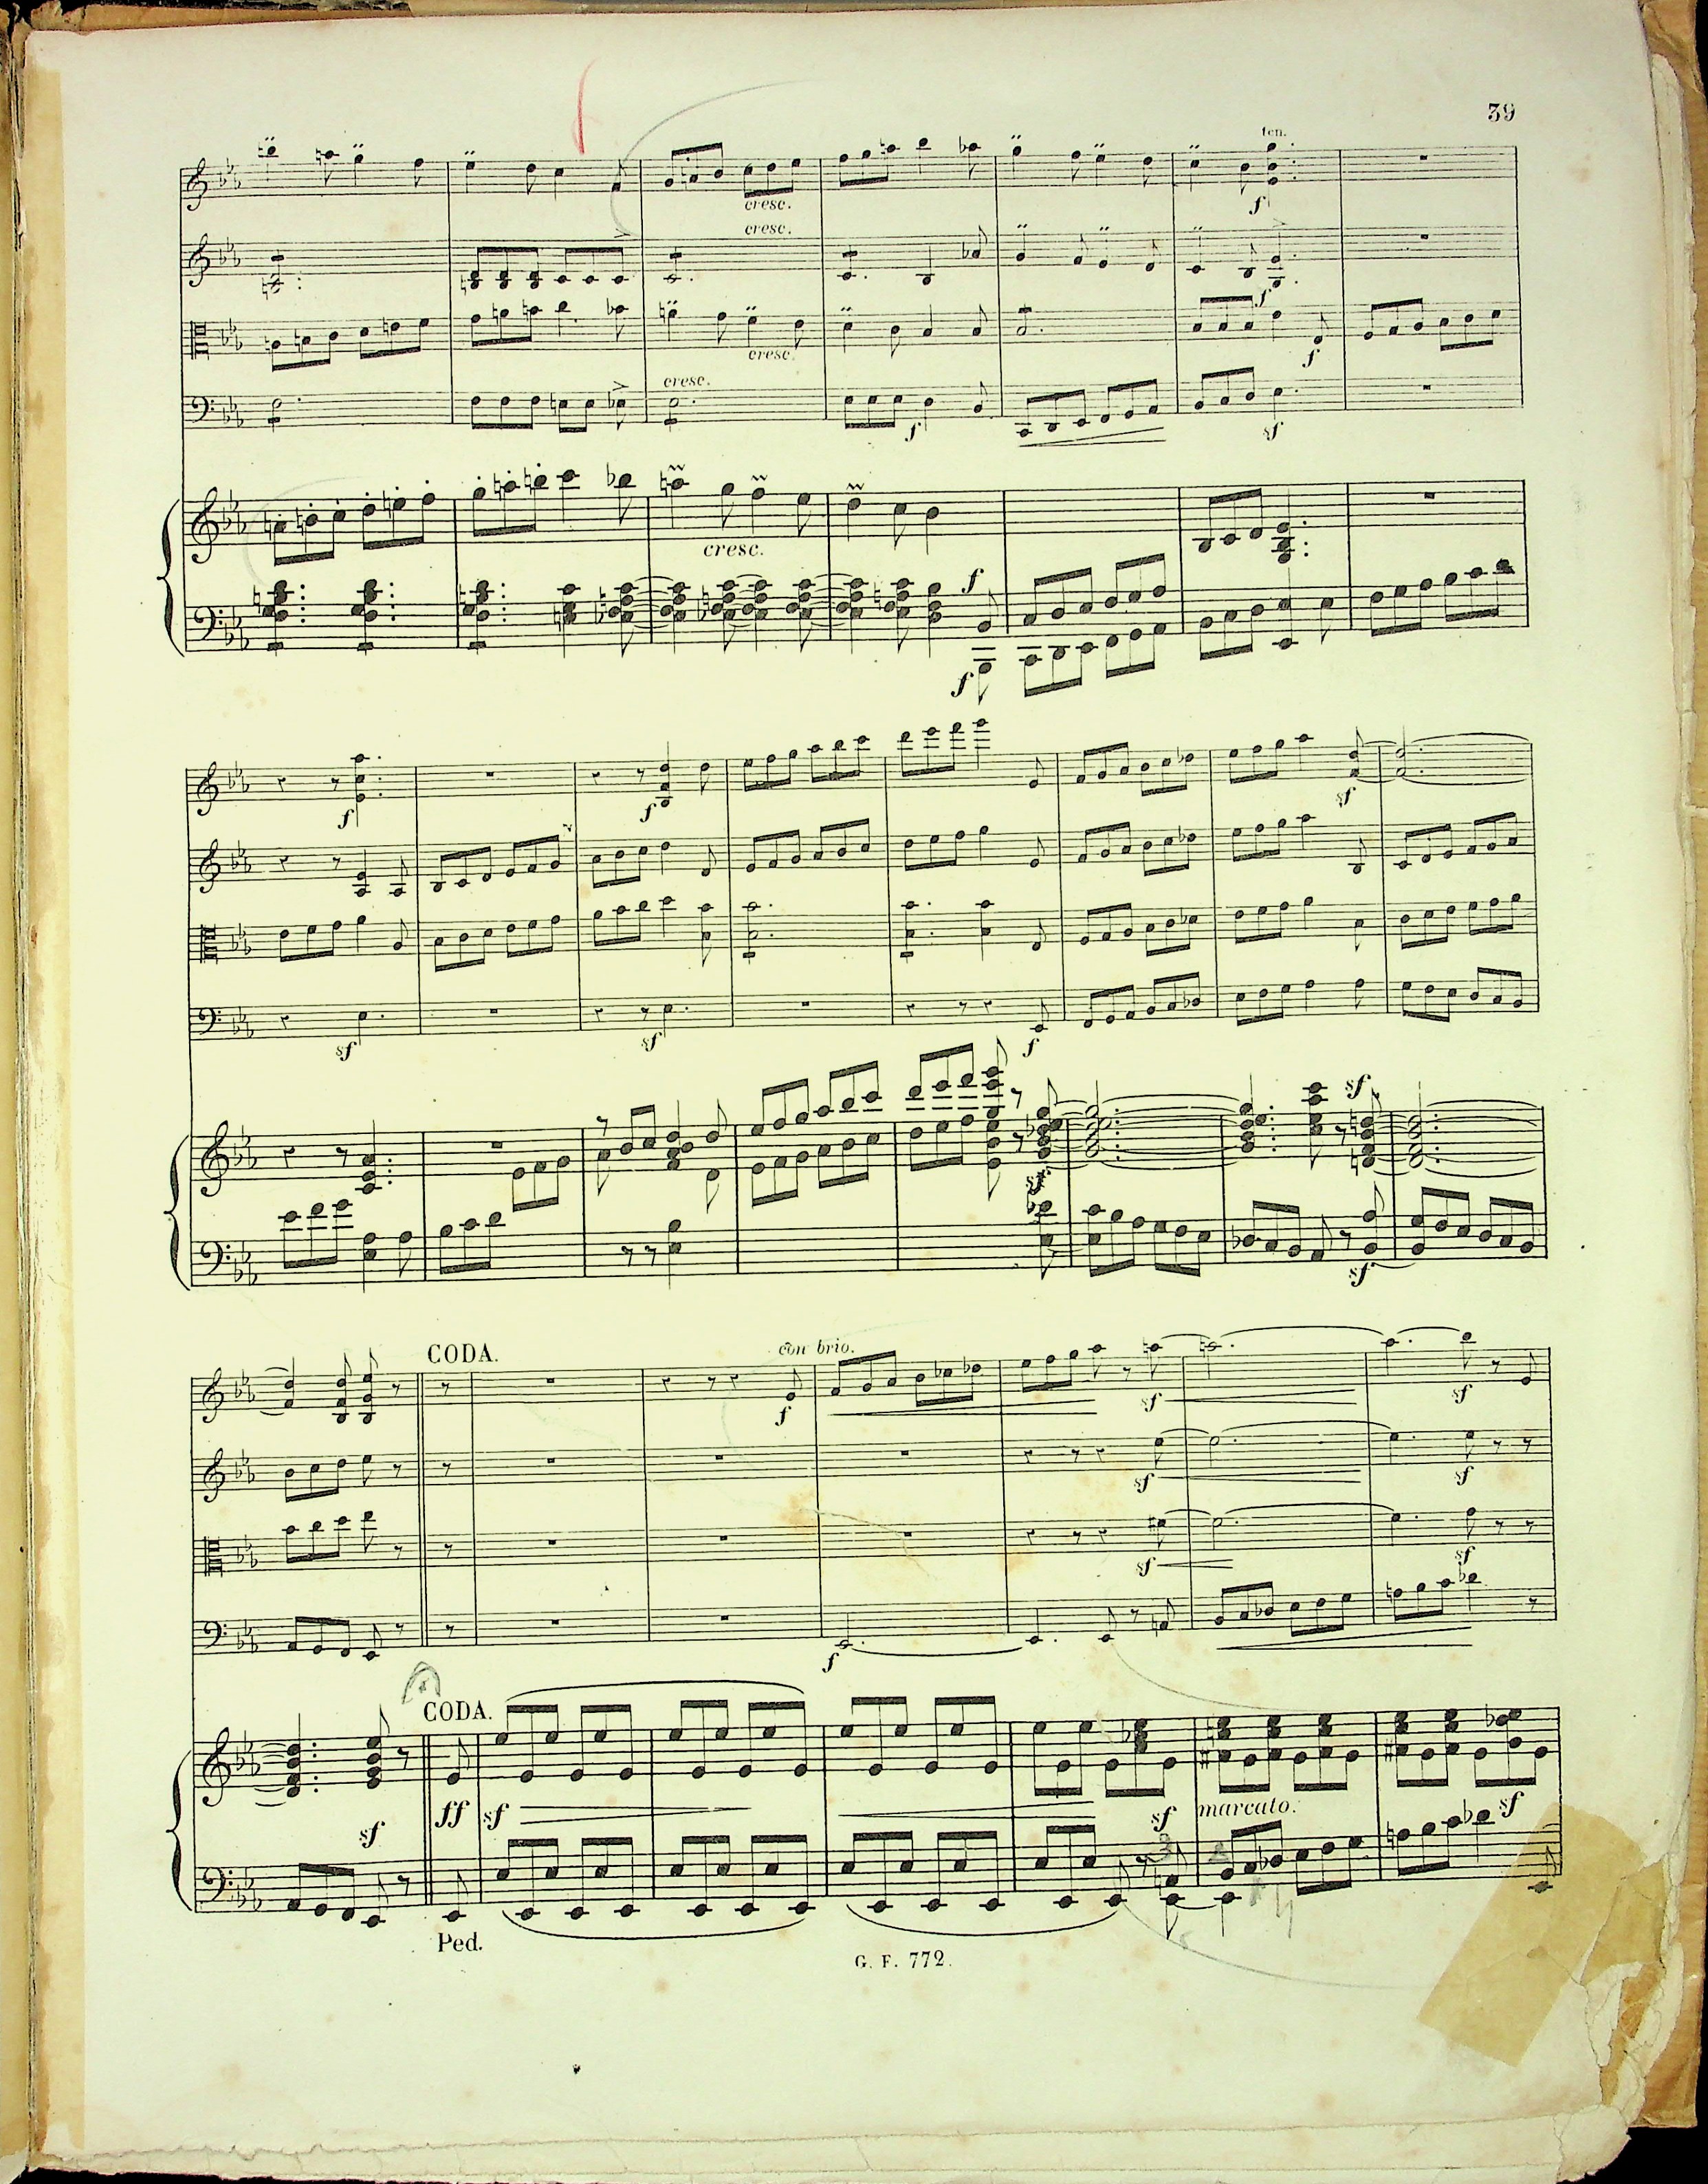 39
ten.
cresc.
f
cresc.
f
cresc.
f
cresc.
f
sf
cresc.
f
f
f
f
sf
sf
sf
f
sf
sf
sf
CODA.
con brio.
f
sf
sf
sf
sf
sf
sf
f
CODA.
sf
ff
sf
sf
marcato.
sf
Ped.
G. F. 772.